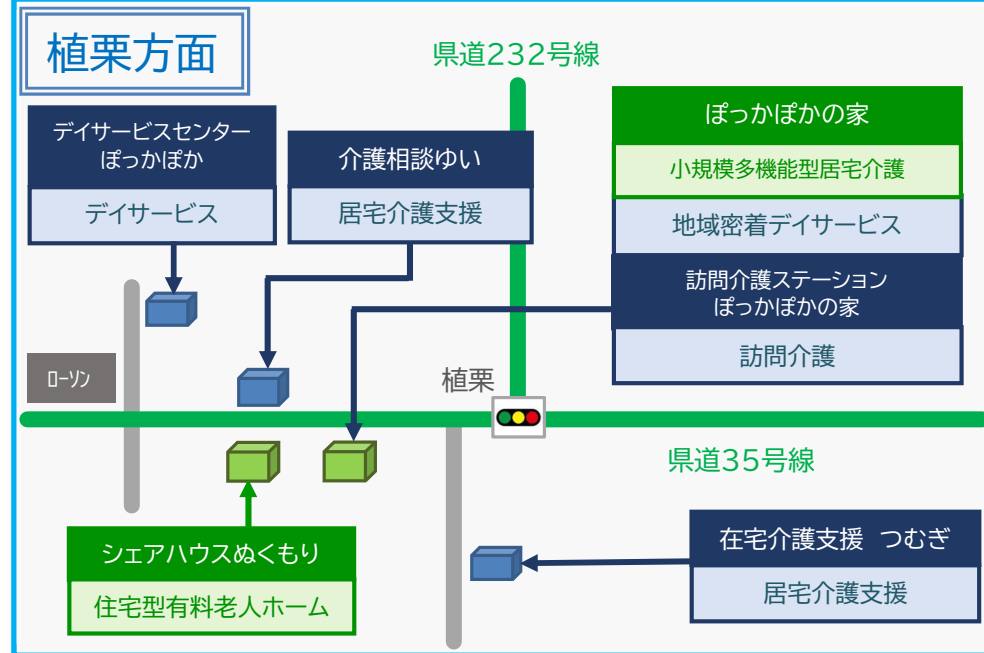 植栗方面
県道232号線
デイサービスセンター
ぽっかぽか
デイサービス
介護相談ゆい
居宅介護支援
ぽっかぽかの家
小規模多機能型居宅介護
地域密着デイサービス
訪問介護ステーション
ぽっかぽかの家
訪問介護
ﾛｰｿﾝ
植栗
県道35号線
シェアハウスぬくもり
住宅型有料老人ホーム
在宅介護支援　つむぎ
居宅介護支援